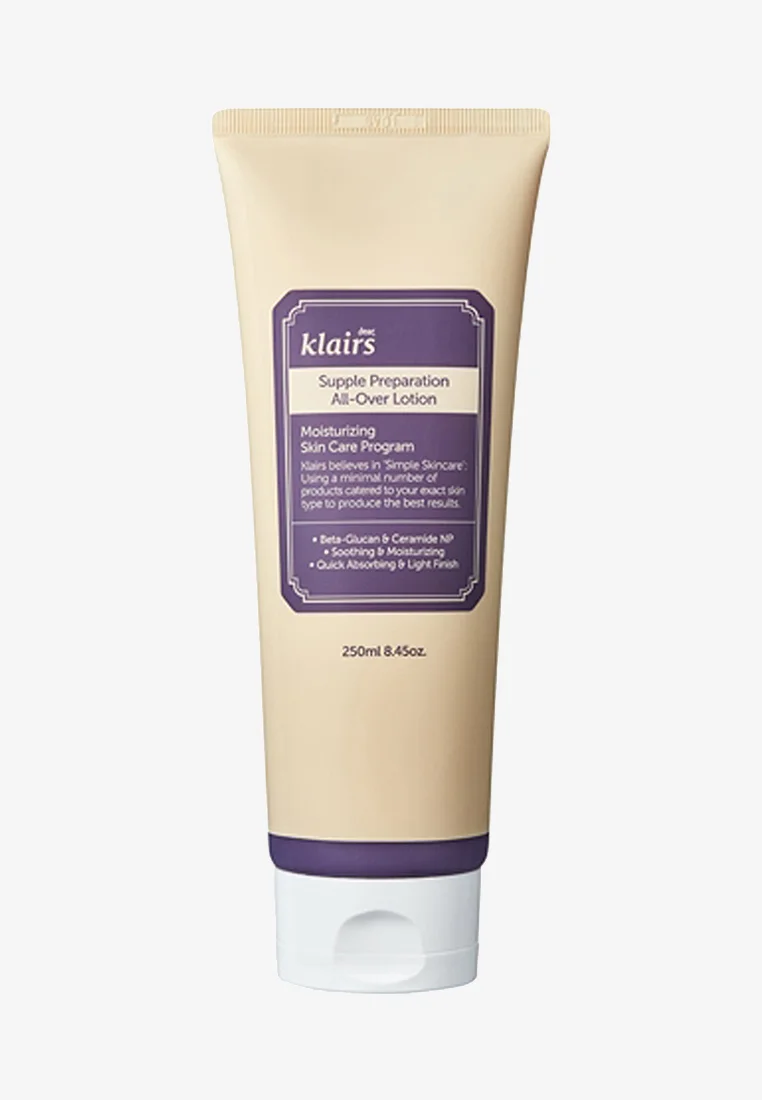 dear,
klairs
Supple Preparation
All-Over Lotion
Moisturizing
Skin Care Program
Klairs believes in 'Simple Skincare':
Using a minimal number of
products catered to your exact skin
type to produce the best results.
• Beta-Glucan & Ceramide NP
• Soothing & Moisturizing
• Quick Absorbing & Light Finish
250ml 8.45oz.